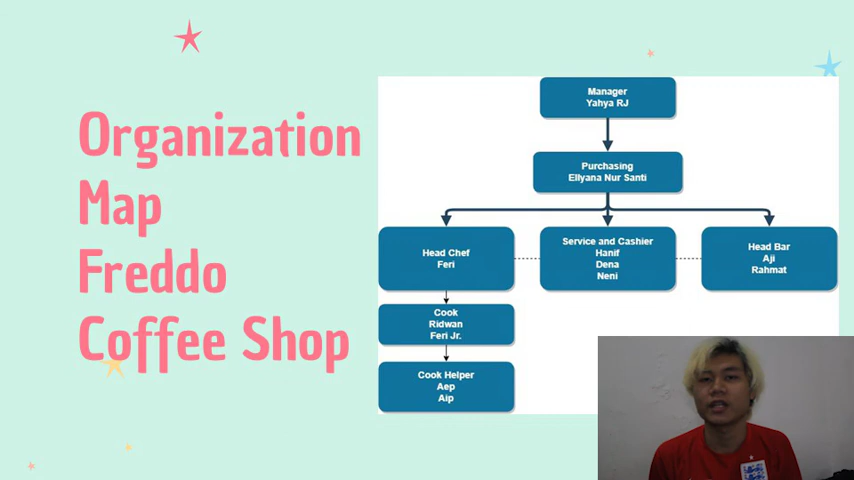 Organization
Map
Freddo
Coffee Shop
Manager
Yahya RJ
Purchasing
Ellyana Nur Santi
Head Chef
Feri
Service and Cashier
Hanif
Dena
Neni
Head Bar
Aji
Rahmat
Cook
Ridwan
Feri Jr.
Cook Helper
Aep
Aip